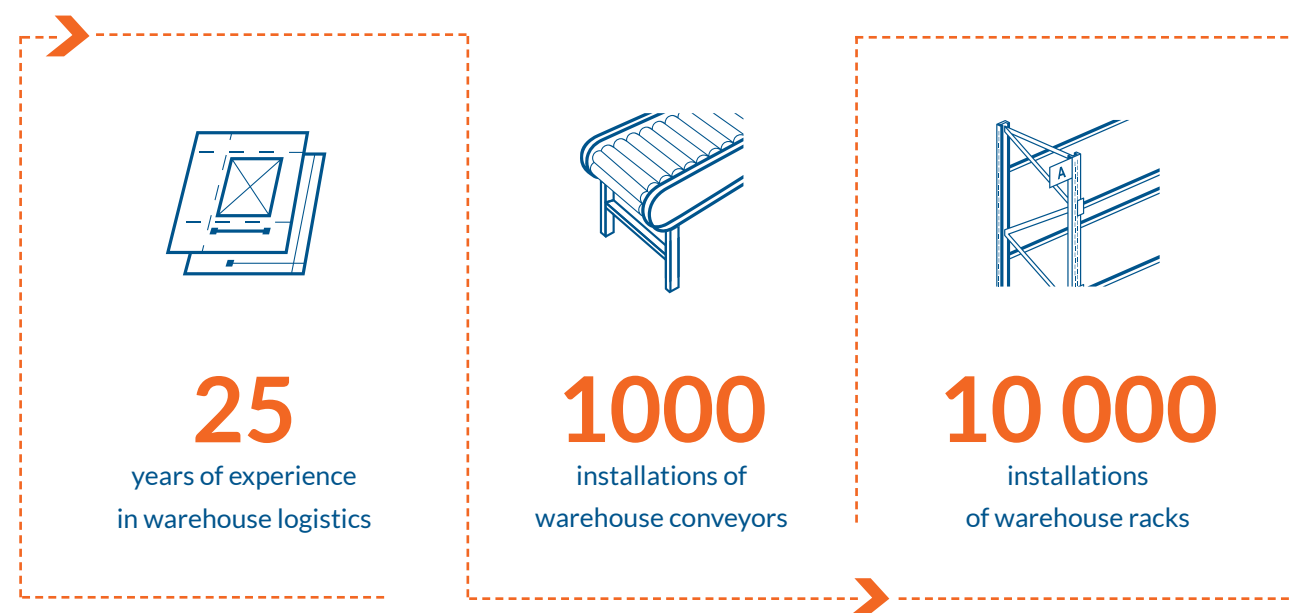 A
25
years of experience
in warehouse logistics
1000
installations of
warehouse conveyors
10 000
installations
of warehouse racks